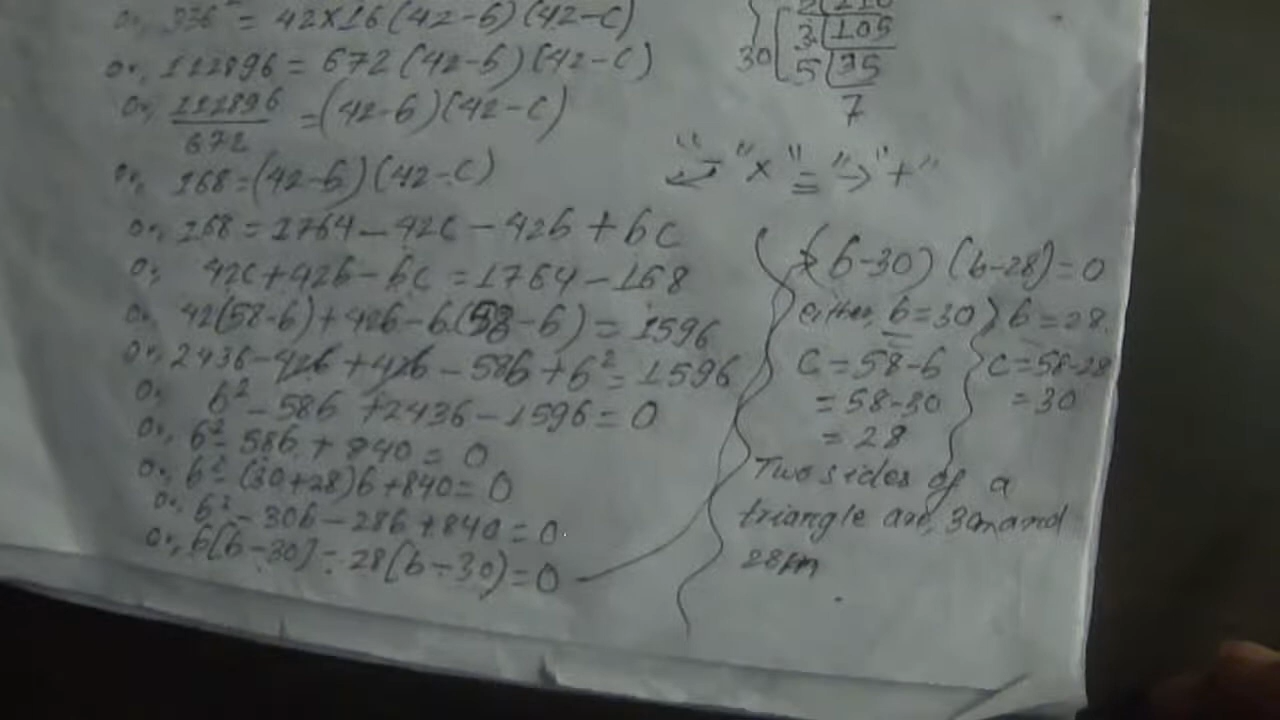 or, 336² = 42×16(42-b)(42-c)
or, 112896 = 672(42-b)(42-c)
or, 112896/672 = (42-b)(42-c)
or, 168 = (42-b)(42-c)
or, 168 = 1764 - 42c - 42b + bc
or, 42c + 42b - bc = 1764 - 168
or, 42(58-b) + 42b - b(58-b) = 1596
or, 2436 - 42b + 42b - 58b + b² = 1596
or, b² - 58b + 2436 - 1596 = 0
or, b² - 58b + 840 = 0
or, b² - (30+28)b + 840 = 0
or, b² - 30b - 28b + 840 = 0
or, b(b-30) - 28(b-30) = 0
2 210
3 105
5 35
7
30
"-" "×" = → "+"
(b-30) (b-28) = 0
either, b = 30
c = 58-b
= 58-30
= 28
b = 28
c = 58-28
= 30
Two sides of a
triangle are, 30m and
28m